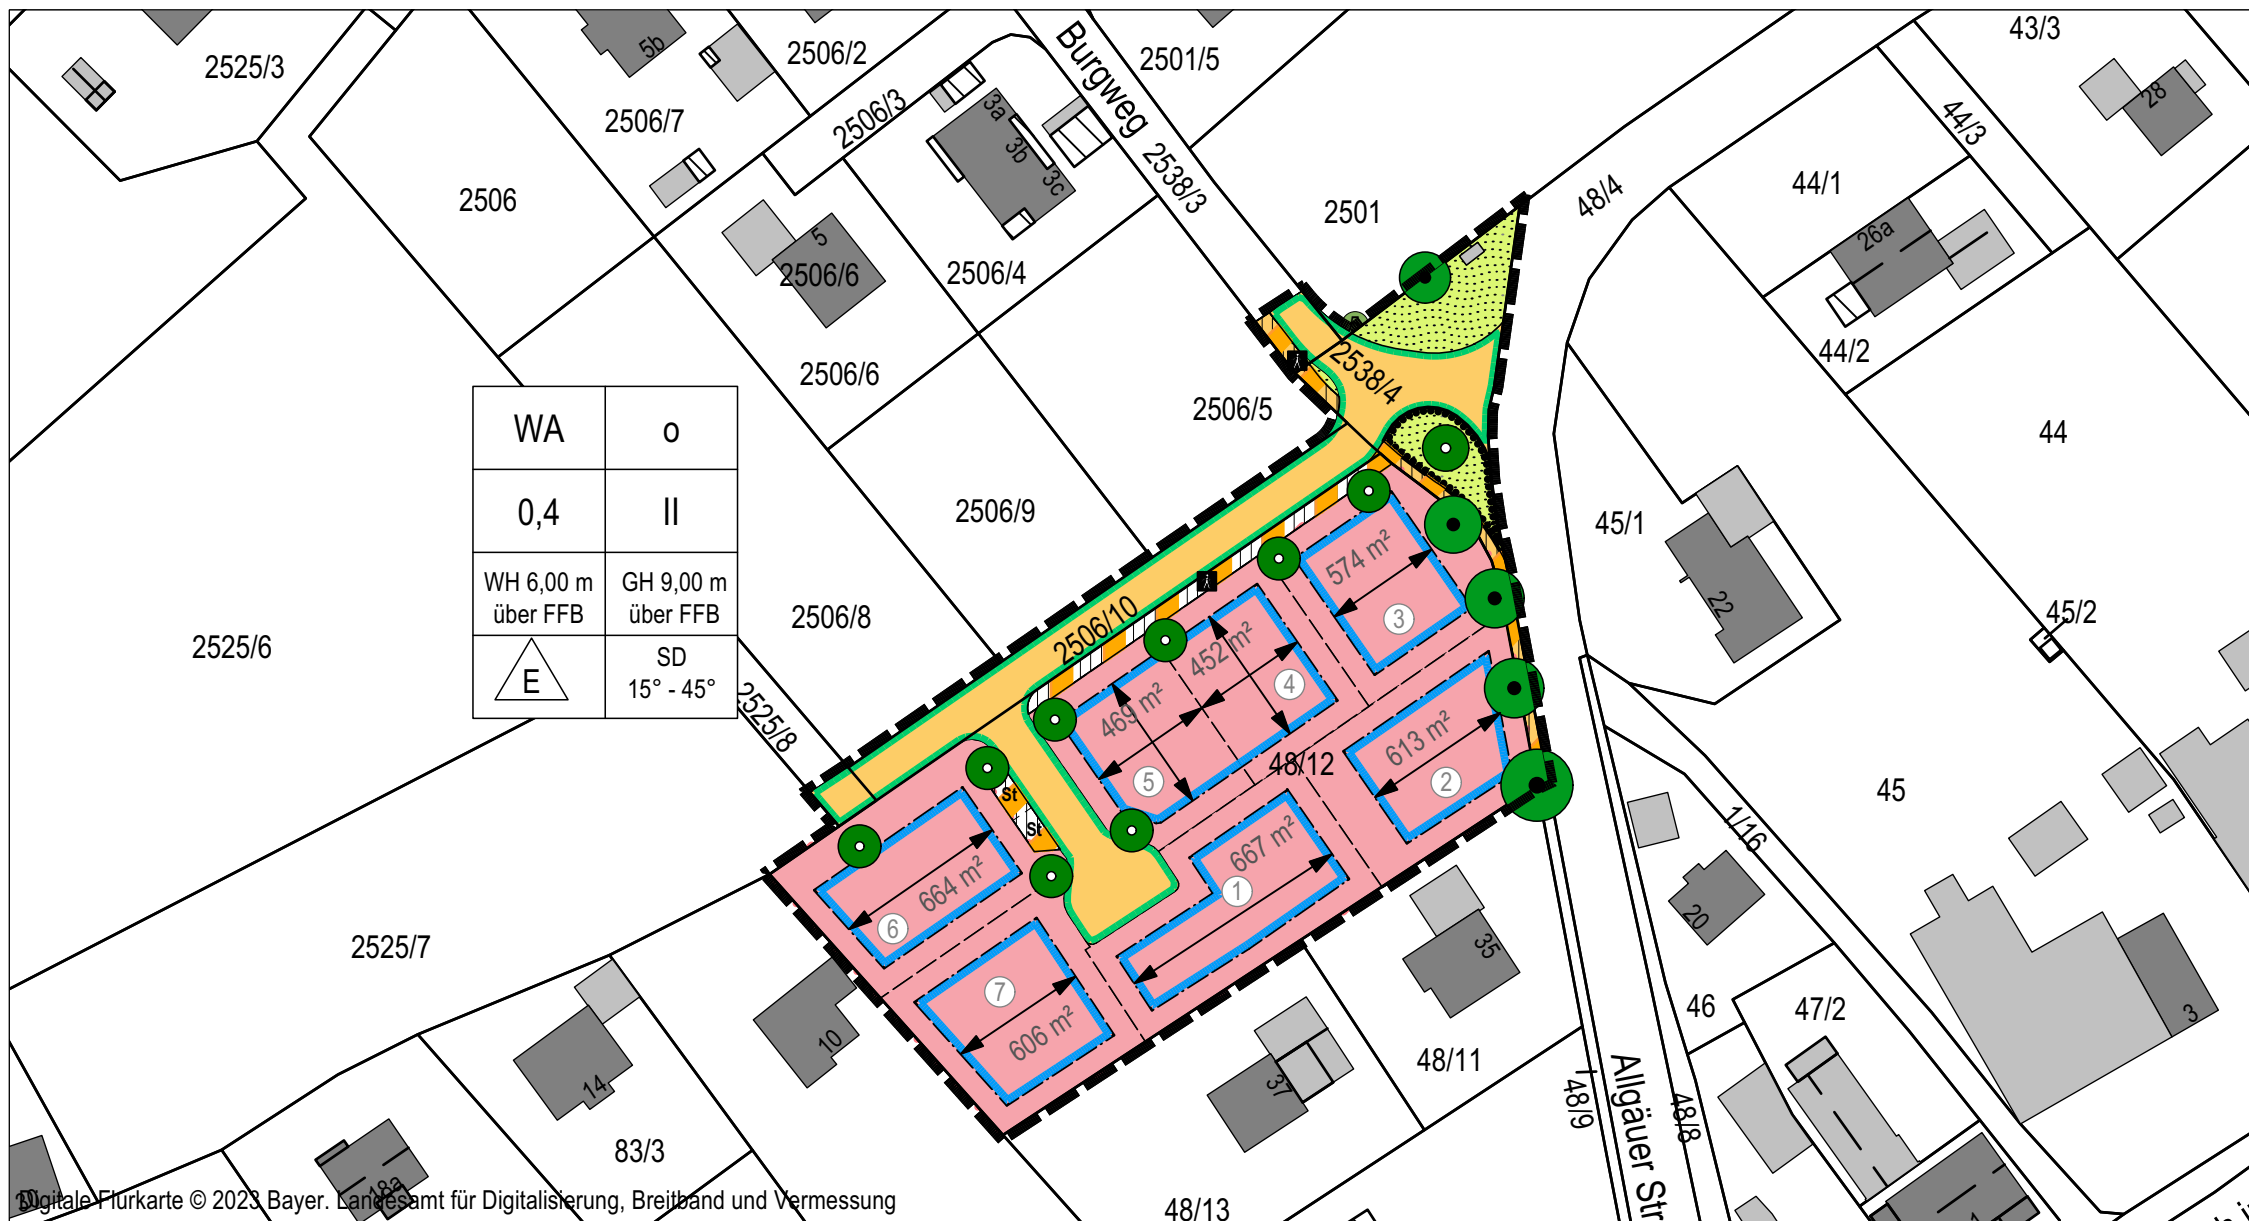 43/3
2525/3
5b
2506/2
2501/5
Burgweg
28
2506/7
2506/3
3a
3b
3c
44/3
2538/3
44/1
48/4
2506
2501
5
2506/6
2506/4
26a
44/2
2538/4
2506/6
2506/5
WA
o
44
0,4
II
2506/9
45/1
574 m²
3
WH 6,00 m
über FFB
GH 9,00 m
über FFB
22
2506/8
2506/10
45/2
2525/6
E
SD
15° - 45°
452 m²
4
469 m²
5
2525/8
613 m²
2
48/12
45
St
St
1/16
667 m²
1
664 m²
6
20
2525/7
35
7
606 m²
46
47/2
3
10
14
37
48/11
Allgäuer Str
48/9
48/8
83/3
18a
30
Digitale Flurkarte © 2023 Bayer. Landesamt für Digitalisierung, Breitband und Vermessung
48/13
1